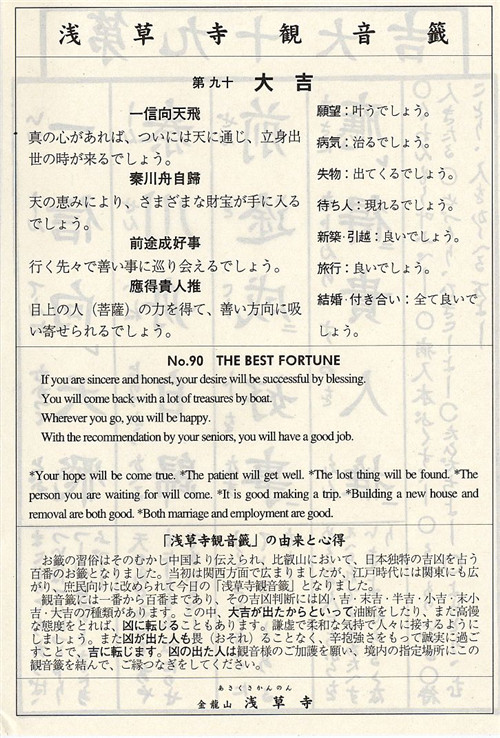 浅草寺観音籤
第九十 大吉
一信向天飛
真の心があれば、ついには天に通じ、立身出
世の時が来るでしょう。
秦川舟自歸
天の恵みにより、さまざまな財宝が手に入る
でしょう。
前途成好事
行く先々で善い事に巡り会えるでしょう。
應得貴人推
目上の人（菩薩）の力を得て、善い方向に吸
い寄せられるでしょう。
願望：叶うでしょう。
病気：治るでしょう。
失物：出てくるでしょう。
待ち人：現れるでしょう。
新築・引越：良いでしょう。
旅行：良いでしょう。
結婚・付き合い：全て良いで
しょう。
No.90 THE BEST FORTUNE
If you are sincere and honest, your desire will be successful by blessing.
You will come back with a lot of treasures by boat.
Wherever you go, you will be happy.
With the recommendation by your seniors, you will have a good job.
*Your hope will be come true. *The patient will get well. *The lost thing will be found. *The
person you are waiting for will come. *It is good making a trip. *Building a new house and
removal are both good. *Both marriage and employment are good.
「浅草寺観音籤」の由来と心得
お籤の習俗はそのむかし中国より伝えられ、比叡山において、日本独特の吉凶を占う
百番のお籤となりました。当初は関西方面で広まりましたが、江戸時代には関東にも広
がり、庶民向けに改められて今日の「浅草寺観音籤」となりました。
観音籤には一番から百番まであり、その吉凶判断には凶・吉・末吉・半吉・小吉・末小
吉・大吉の7種類があります。この中、大吉が出たからといって油断をしたり、また高慢
な態度をとれば、凶に転じることもあります。謙虚で柔和な気持で人々に接するように
しましょう。また凶が出た人も畏（おそれ）ることなく、辛抱強さをもって誠実に過ご
すことで、吉に転じます。凶の出た人は観音様のご加護を願い、境内の指定場所にこの
観音籤を結んで、ご縁つなぎをしてください。
あさくさかんのん
金龍山 浅草寺